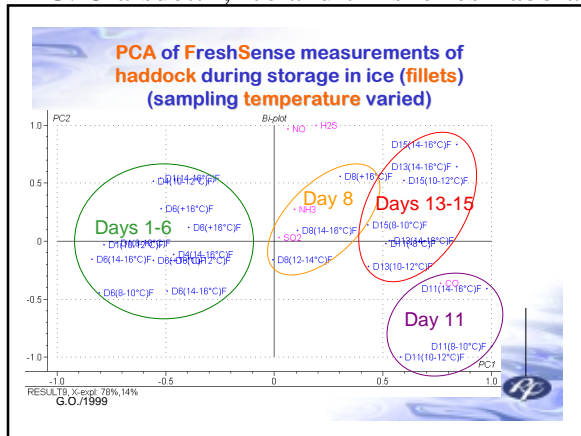 PCA of FreshSense measurements of
haddock during storage in ice (fillets)
(sampling temperature varied)
PC2
Bi-plot
1.0
NO
H2S
D15(14-16°C)F
D13(14-16°C)F
D1(14-16°C)F
D4(10-12°C)F
D8(+16°C)F
D15(10-12°C)F
0.5
Day 8
D6(+16°C)F
NH3
Days 1-6
Days 13-15
D6(+16°C)F
D8(14-16°C)F
D15(8-10°C)F
SO2
0
D4(14-16°C)F
D6(14-16°C)F
D8(12-14°C)F
D13(10-12°C)F
CO
D6(8-10°C)F
D6(14-16°C)F
D11(14-16°C)F
-0.5
Day 11
D11(8-10°C)F
D11(10-12°C)F
-1.0
PC1
-1.0
-0.5
0
0.5
1.0
RESULT9, X-expl: 78%,14%
G.O./1999